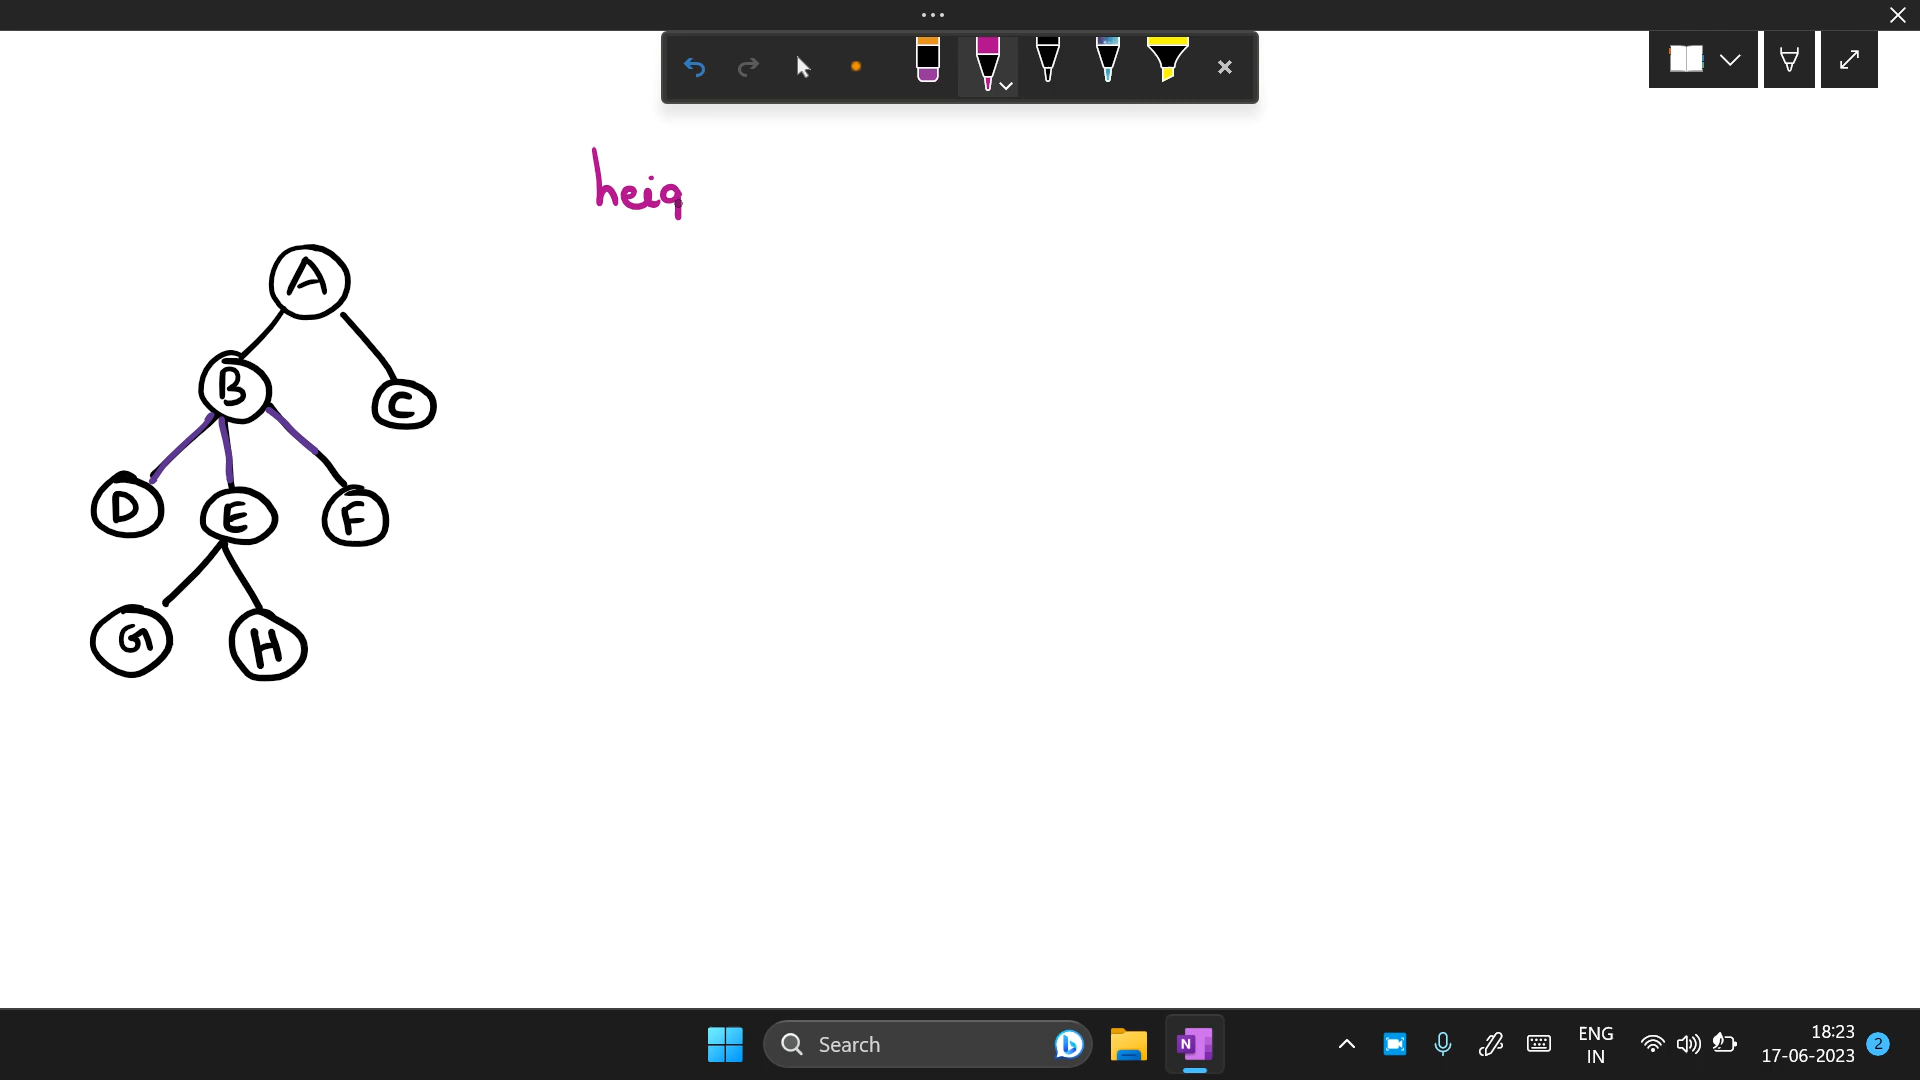 heig
A
B
C
D E F
G H
Search
N
ENG
IN
18:23
17-06-2023
2